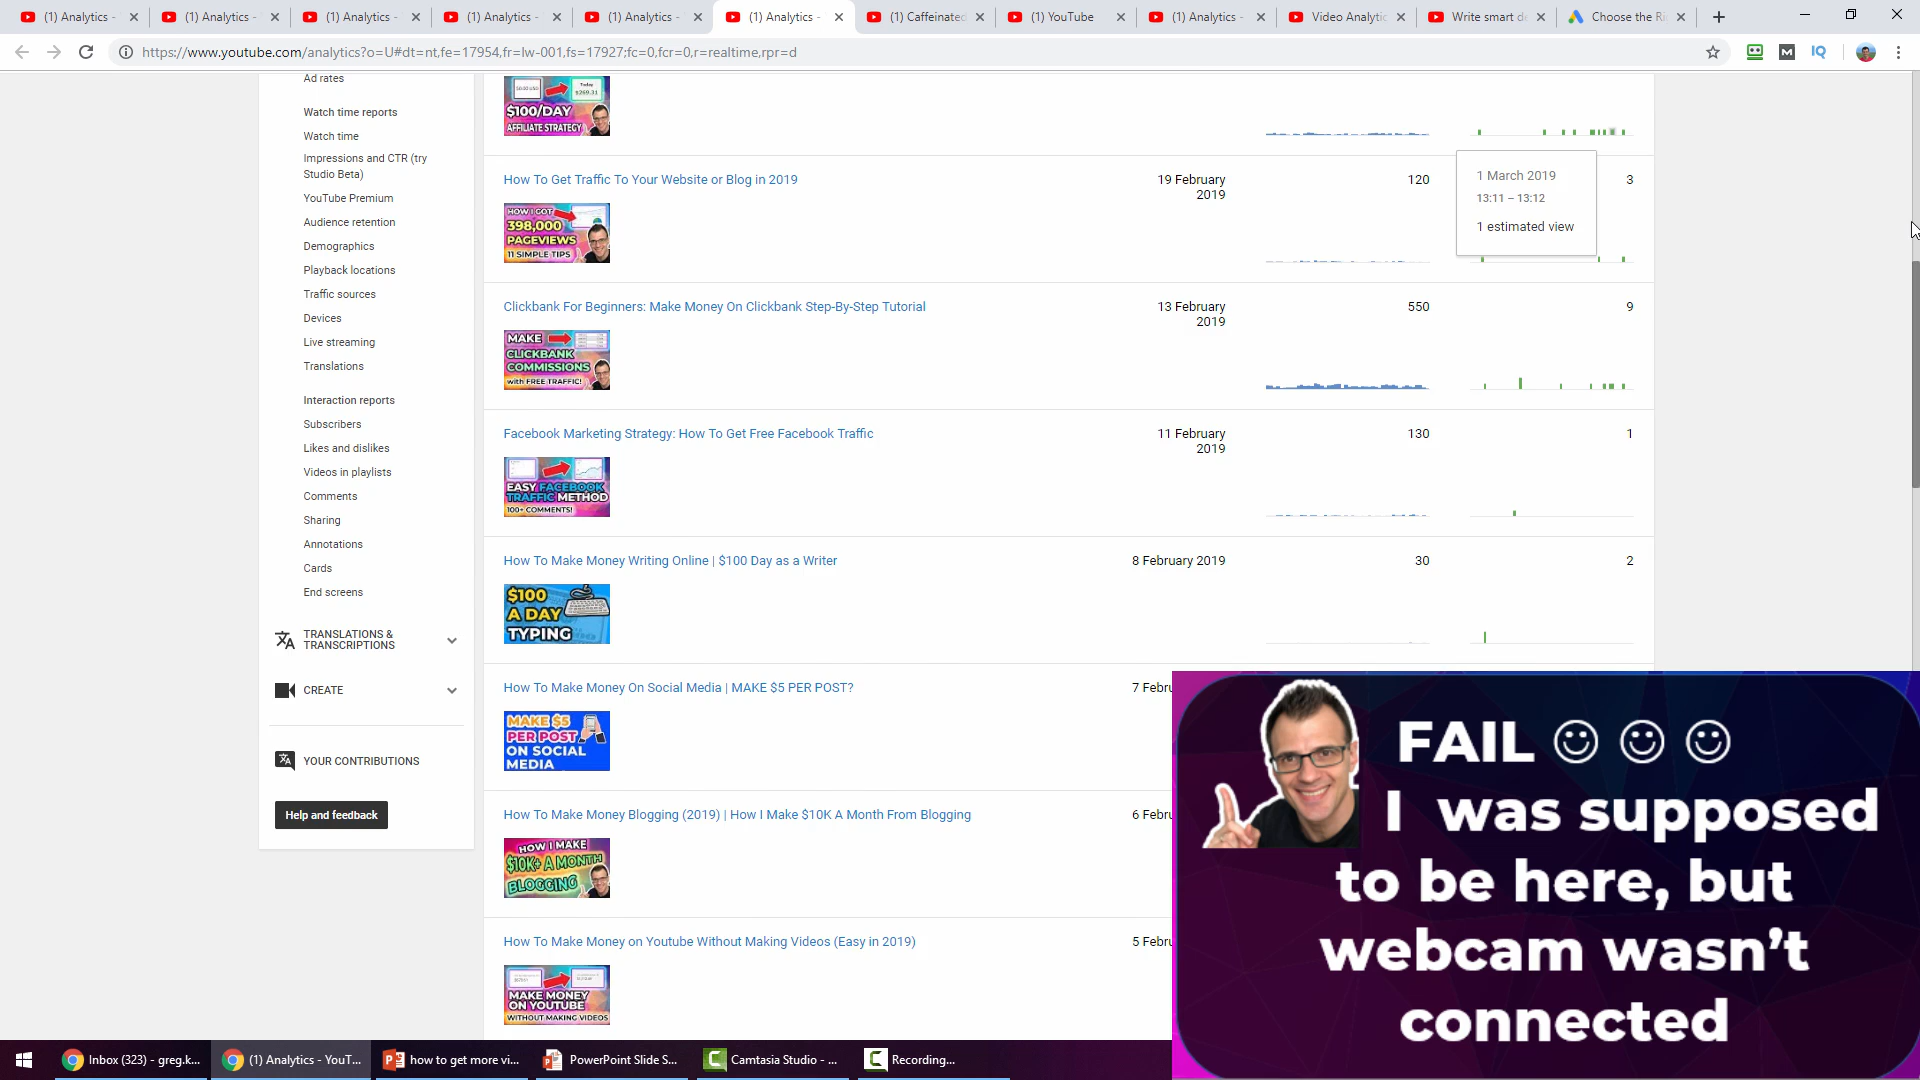 (1) Analytics - (1) Analytics - (1) Analytics - (1) Analytics - (1) Analytics - (1) Analytics - (1) Caffeinated (1) YouTube (1) Analytics - Video Analytic Write smart de Choose the Ri
https://www.youtube.com/analytics?o=U#dt=nt,fe=17954,fr=lw-001,fs=17927;fc=0,fcr=0,r=realtime,rpr=d
Ad rates
Watch time reports
Watch time
Impressions and CTR (try
Studio Beta)
YouTube Premium
Audience retention
Demographics
Playback locations
Traffic sources
Devices
Live streaming
Translations
Interaction reports
Subscribers
Likes and dislikes
Videos in playlists
Comments
Sharing
Annotations
Cards
End screens
TRANSLATIONS &
TRANSCRIPTIONS
CREATE
YOUR CONTRIBUTIONS
Help and feedback
Today
$100/DAY
AFFILIATE STRATEGY
How To Get Traffic To Your Website or Blog in 2019
19 February
2019
120
3
HOW I GOT
398,000
PAGEVIEWS
11 SIMPLE TIPS
1 March 2019
13:11 – 13:12
1 estimated view
Clickbank For Beginners: Make Money On Clickbank Step-By-Step Tutorial
13 February
2019
550
9
MAKE
CLICKBANK
COMMISSIONS
with FREE TRAFFIC!
Facebook Marketing Strategy: How To Get Free Facebook Traffic
11 February
2019
130
1
EASY FACEBOOK
TRAFFIC METHOD
100+ COMMENTS!
How To Make Money Writing Online | $100 Day as a Writer
8 February 2019
30
2
$100
A DAY
TYPING
How To Make Money On Social Media | MAKE $5 PER POST?
7 Febru
MAKE $5
PER POST
ON SOCIAL
MEDIA
How To Make Money Blogging (2019) | How I Make $10K A Month From Blogging
6 Febru
HOW I MAKE
$10K+ A MONTH
BLOGGING
How To Make Money on Youtube Without Making Videos (Easy in 2019)
5 Febru
MAKE MONEY
ON YOUTUBE
WITHOUT MAKING VIDEOS
FAIL ☺ ☺ ☺
I was supposed
to be here, but
webcam wasn't
connected
Inbox (323) - greg.k... (1) Analytics - YouT... how to get more vi... PowerPoint Slide S... Camtasia Studio - ... Recording...